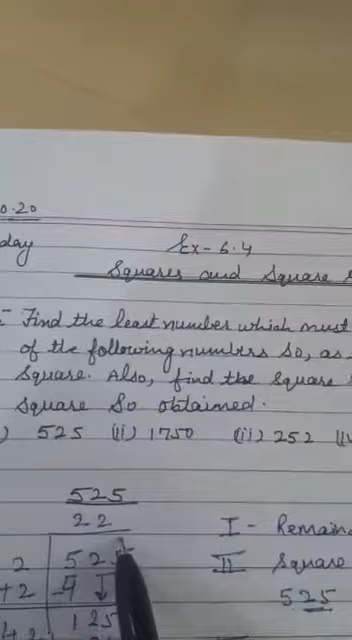 0.20
day
Ex-6.4
Squares and Square
:- Find the least number which must
of the following numbers so, as
Square. Also, find the square
square so obtained.
) 525 (ii) 1750 (iii) 252 (iv
525
22
I - Remain
2 52
II Square
+2 -4 ↓
525
125